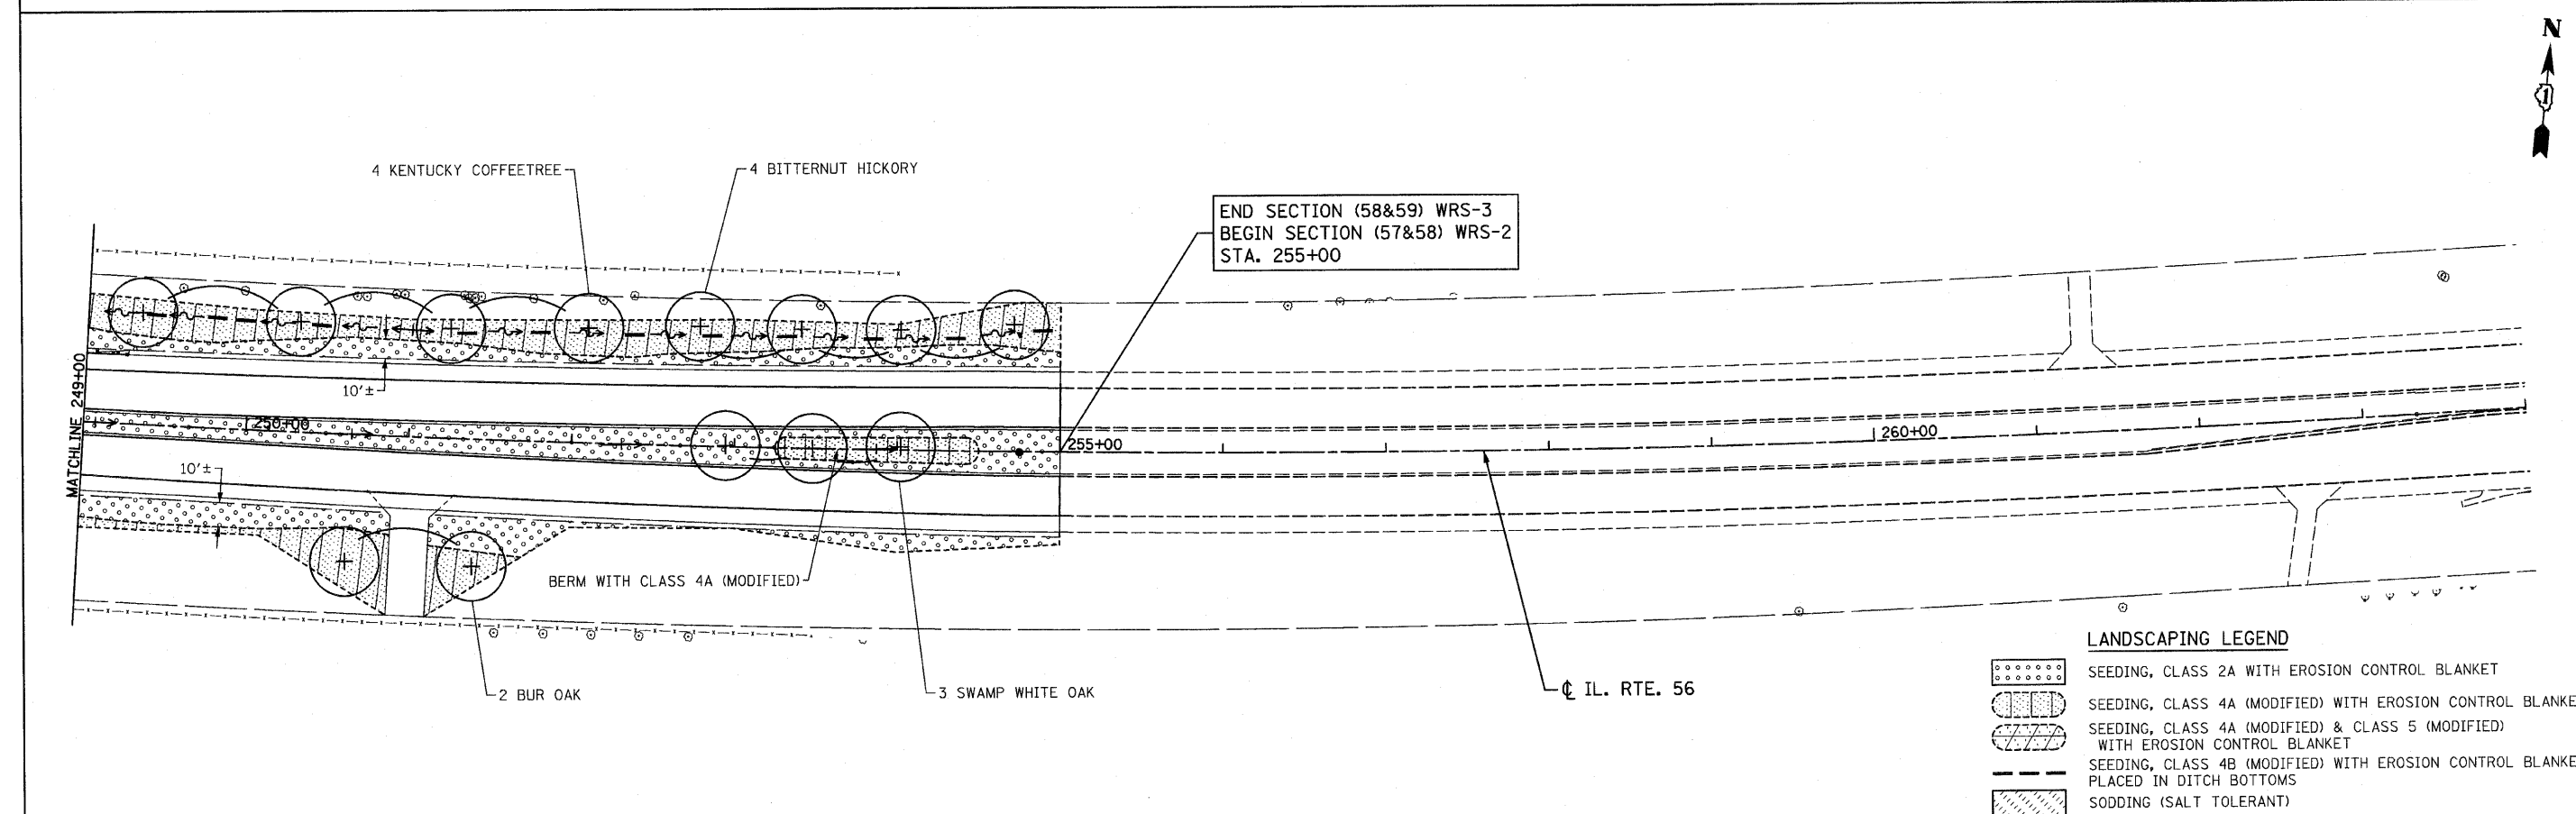 N
1
4 KENTUCKY COFFEETREE
4 BITTERNUT HICKORY
END SECTION (58&59) WRS-3
BEGIN SECTION (57&58) WRS-2
STA. 255+00
MATCHLINE 249+00
10'±
250+00
255+00
260+00
10'±
BERM WITH CLASS 4A (MODIFIED)
2 BUR OAK
3 SWAMP WHITE OAK
℄ IL. RTE. 56
LANDSCAPING LEGEND
SEEDING, CLASS 2A WITH EROSION CONTROL BLANKET
SEEDING, CLASS 4A (MODIFIED) WITH EROSION CONTROL BLANKE
SEEDING, CLASS 4A (MODIFIED) & CLASS 5 (MODIFIED)
WITH EROSION CONTROL BLANKET
SEEDING, CLASS 4B (MODIFIED) WITH EROSION CONTROL BLANKE
PLACED IN DITCH BOTTOMS
SODDING (SALT TOLERANT)